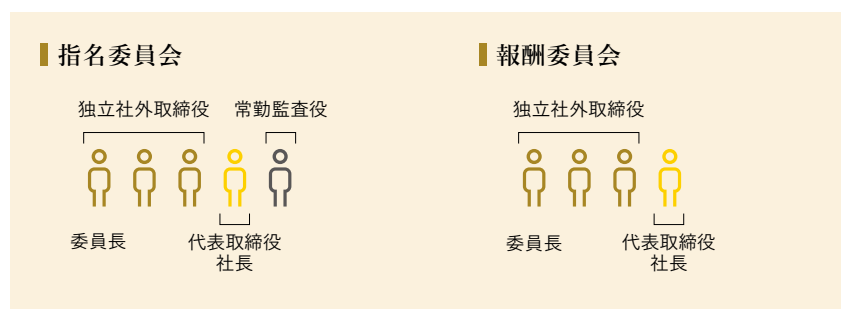 指名委員会
独立社外取締役
常勤監査役
委員長
代表取締役
社長
報酬委員会
独立社外取締役
委員長
代表取締役
社長